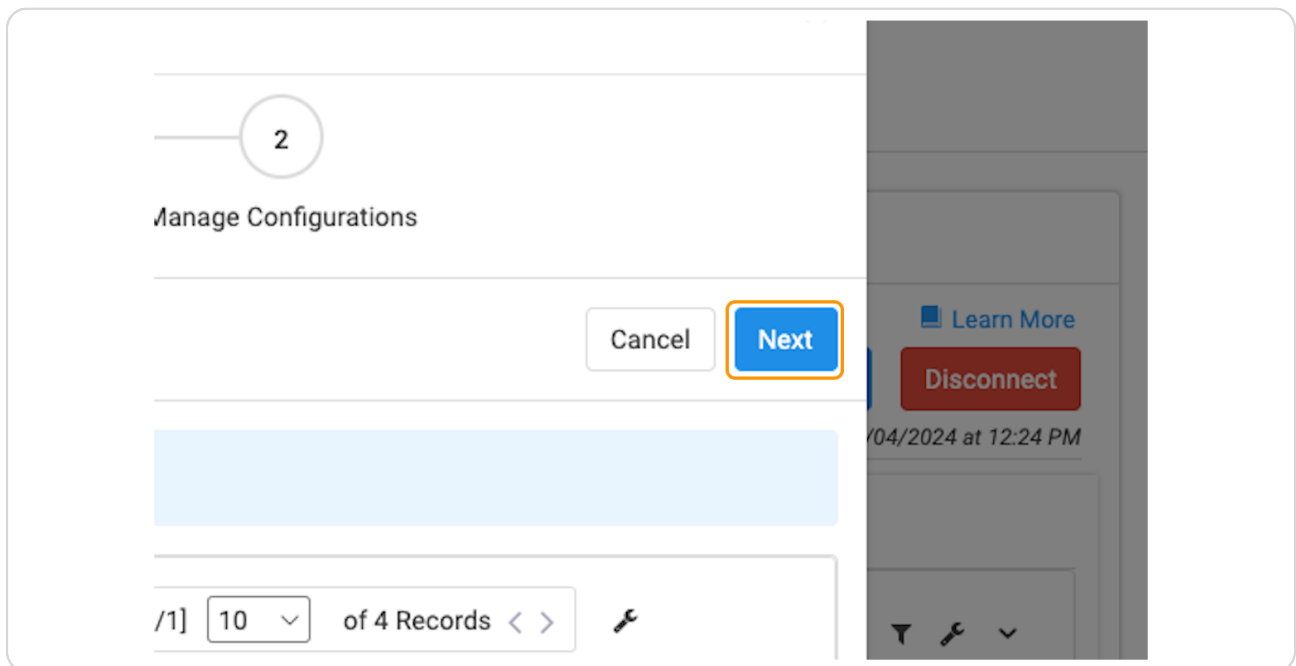 2
Manage Configurations
Cancel
Next
Learn More
Disconnect
/04/2024 at 12:24 PM
/1] 10 of 4 Records